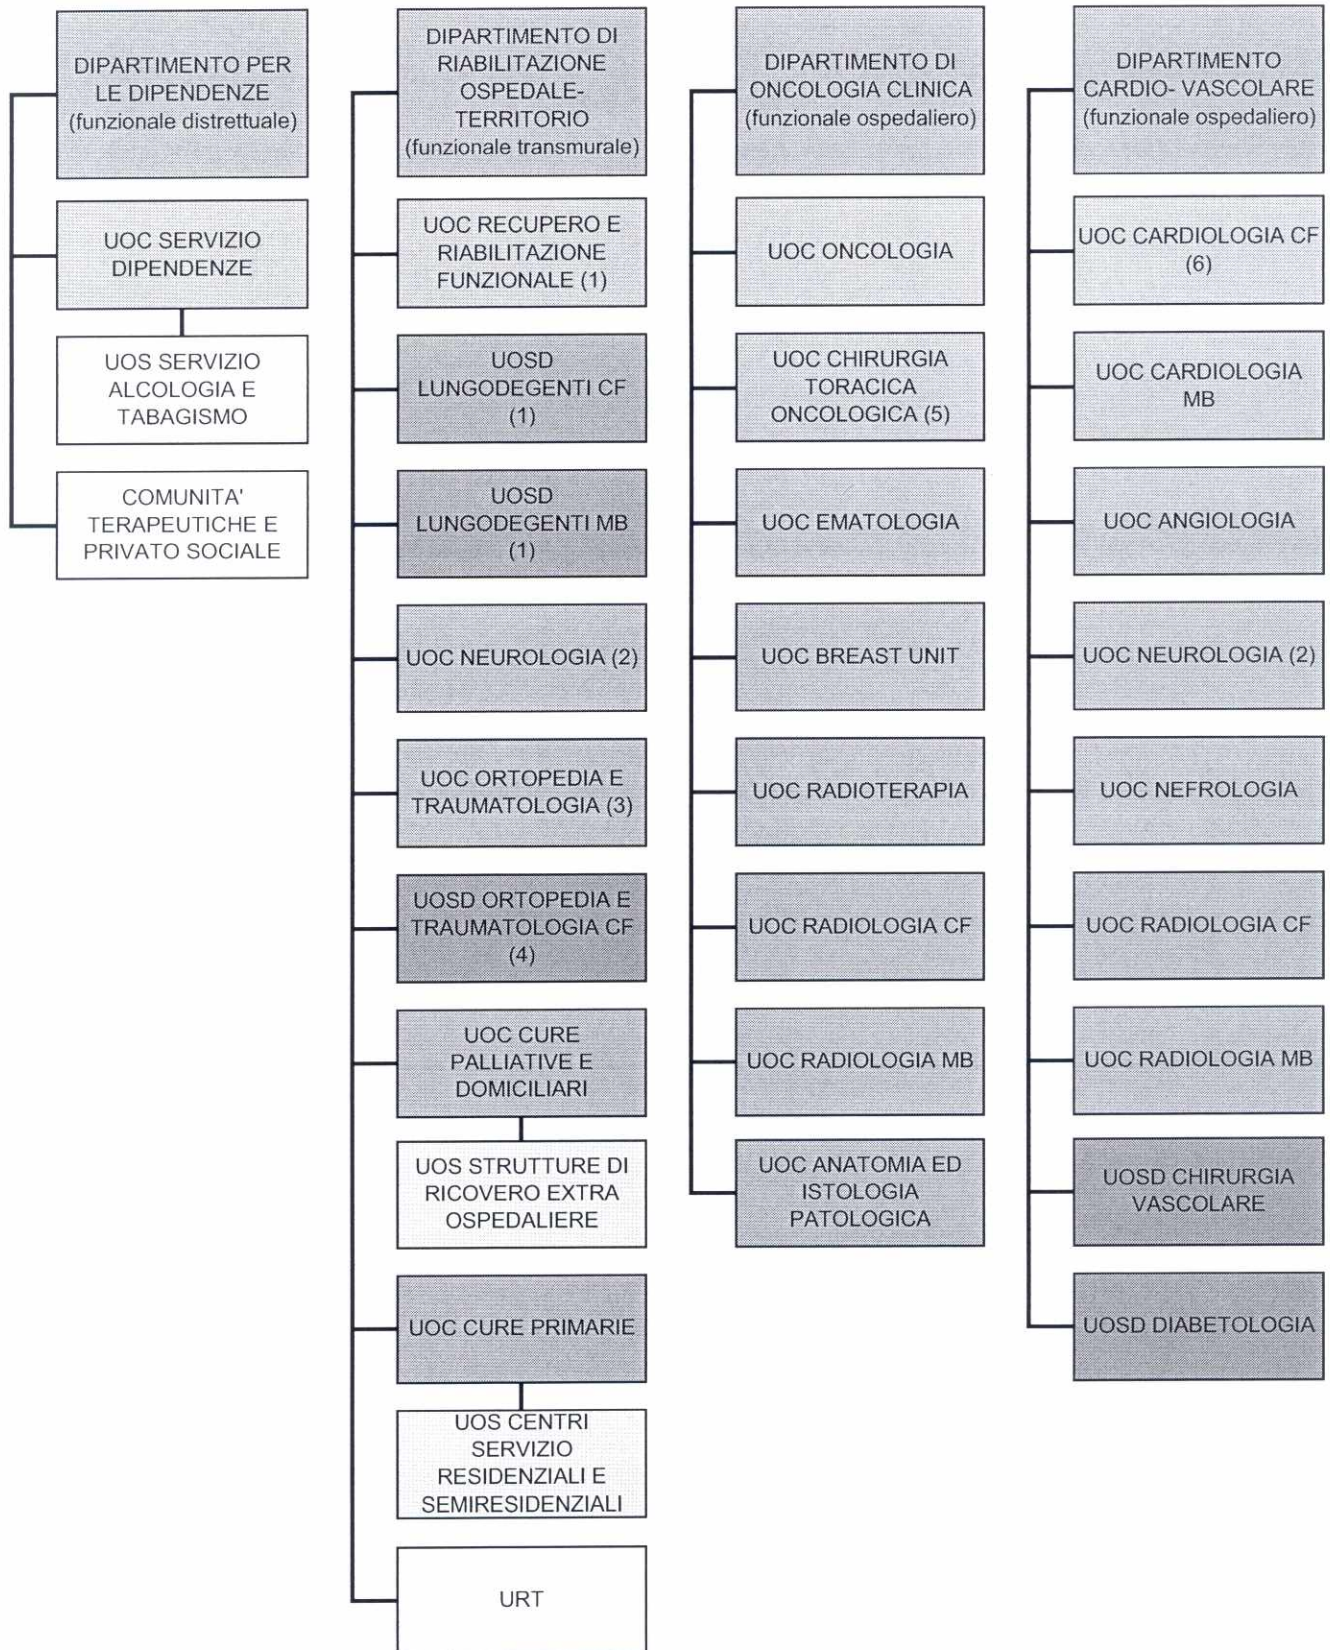 DIPARTIMENTO PER
LE DIPENDENZE
(funzionale distrettuale)
UOC SERVIZIO
DIPENDENZE
UOS SERVIZIO
ALCOLOGIA E
TABAGISMO
COMUNITA'
TERAPEUTICHE E
PRIVATO SOCIALE
DIPARTIMENTO DI
RIABILITAZIONE
OSPEDALE-
TERRITORIO
(funzionale transmurale)
UOC RECUPERO E
RIABILITAZIONE
FUNZIONALE (1)
UOSD
LUNGODEGENTI CF
(1)
UOSD
LUNGODEGENTI MB
(1)
UOC NEUROLOGIA (2)
UOC ORTOPEDIA E
TRAUMATOLOGIA (3)
UOSD ORTOPEDIA E
TRAUMATOLOGIA CF
(4)
UOC CURE
PALLIATIVE E
DOMICILIARI
UOS STRUTTURE DI
RICOVERO EXTRA
OSPEDALIERE
UOC CURE PRIMARIE
UOS CENTRI
SERVIZIO
RESIDENZIALI E
SEMIRESIDENZIALI
URT
DIPARTIMENTO DI
ONCOLOGIA CLINICA
(funzionale ospedaliero)
UOC ONCOLOGIA
UOC CHIRURGIA
TORACICA
ONCOLOGICA (5)
UOC EMATOLOGIA
UOC BREAST UNIT
UOC RADIOTERAPIA
UOC RADIOLOGIA CF
UOC RADIOLOGIA MB
UOC ANATOMIA ED
ISTOLOGIA
PATOLOGICA
DIPARTIMENTO
CARDIO- VASCOLARE
(funzionale ospedaliero)
UOC CARDIOLOGIA CF
(6)
UOC CARDIOLOGIA
MB
UOC ANGIOLOGIA
UOC NEUROLOGIA (2)
UOC NEFROLOGIA
UOC RADIOLOGIA CF
UOC RADIOLOGIA MB
UOSD CHIRURGIA
VASCOLARE
UOSD DIABETOLOGIA